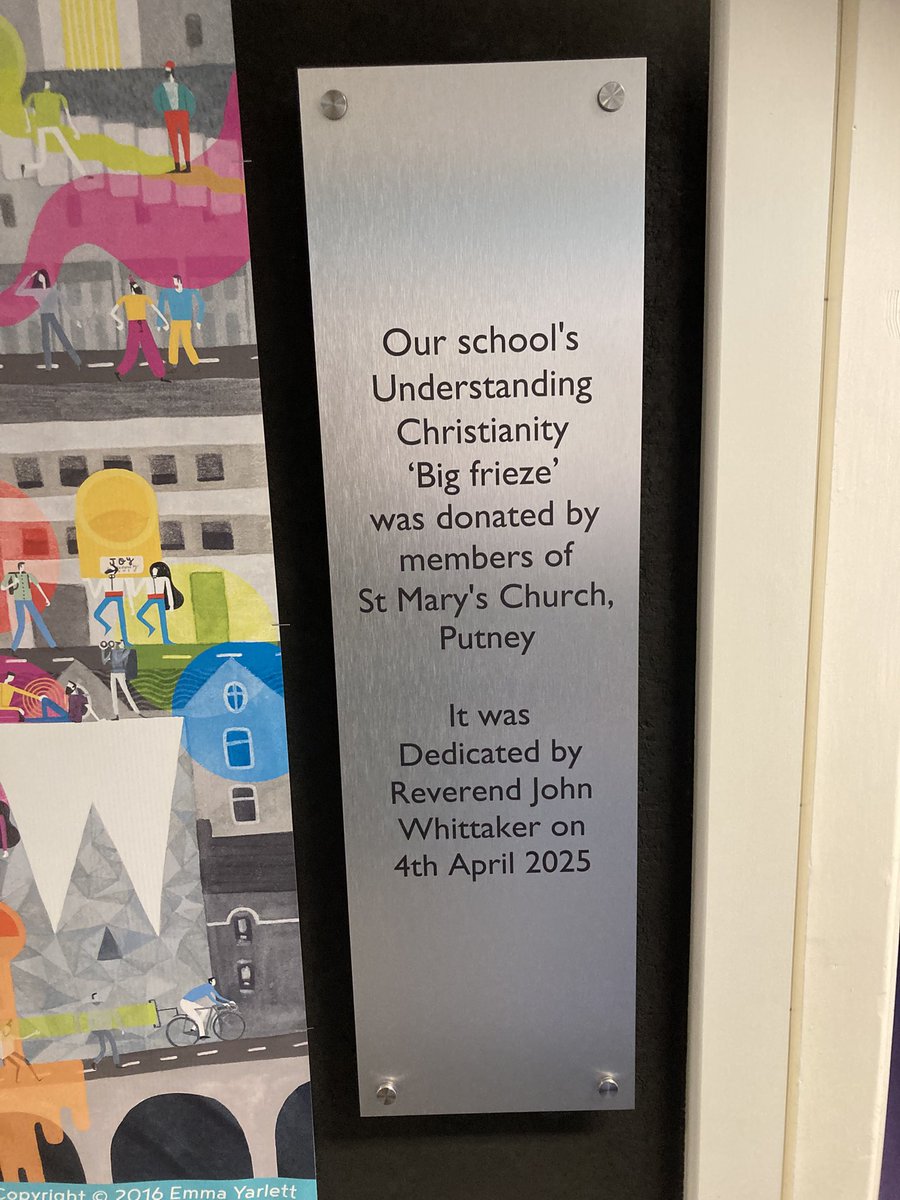 Our school's
Understanding
Christianity
‘Big frieze’
was donated by
members of
St Mary's Church,
Putney
It was
Dedicated by
Reverend John
Whittaker on
4th April 2025
JOY
Copyright © 2016 Emma Yarlett